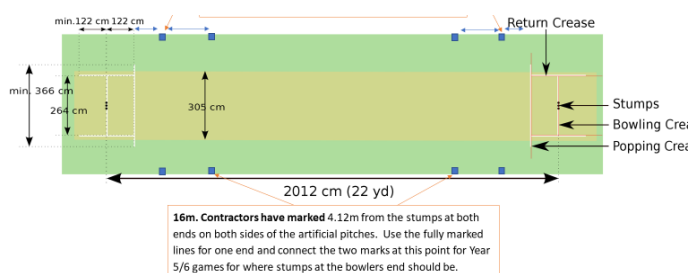 min.122 cm 122 cm
Return Crease
min. 366 cm
264 cm
305 cm
Stumps
Bowling Crea
Popping Crea
2012 cm (22 yd)
16m. Contractors have marked 4.12m from the stumps at both
ends on both sides of the artificial pitches.  Use the fully marked
lines for one end and connect the two marks at this point for Year
5/6 games for where stumps at the bowlers end should be.